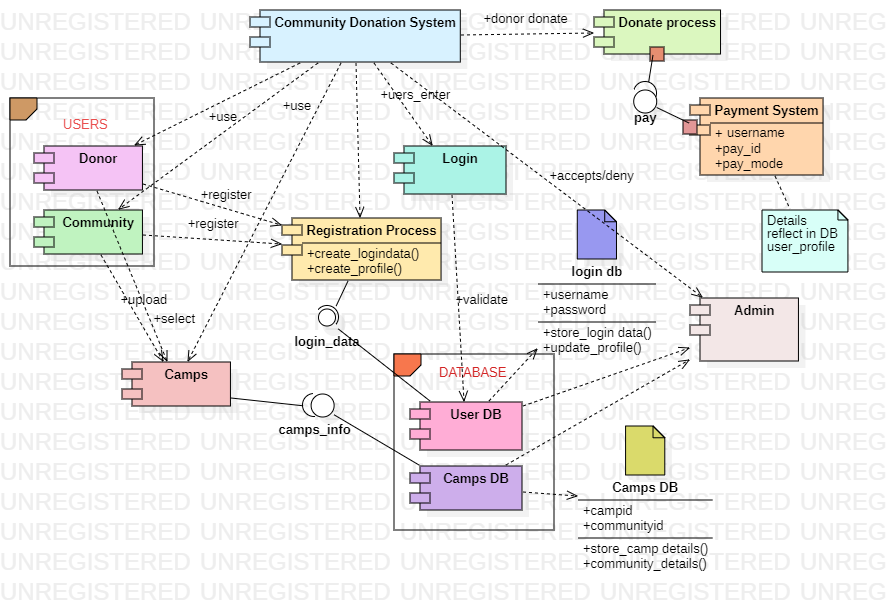 Community Donation System
+donor donate
Donate process
pay
Payment System
+ username
+pay_id
+pay_mode
Details
reflect in DB
user_profile
USERS
Donor
Community
+use
+use
+uers_enter
Login
+accepts/deny
+register
+register
Registration Process
+create_logindata()
+create_profile()
login db
+username
+password
+store_login data()
+update_profile()
Admin
+upload
+select
+validate
login_data
Camps
camps_info
DATABASE
User DB
Camps DB
Camps DB
+campid
+communityid
+store_camp details()
+community_details()
UNREGISTERED UNREGISTERED UNREGISTERED UNREGISTERED UNREG